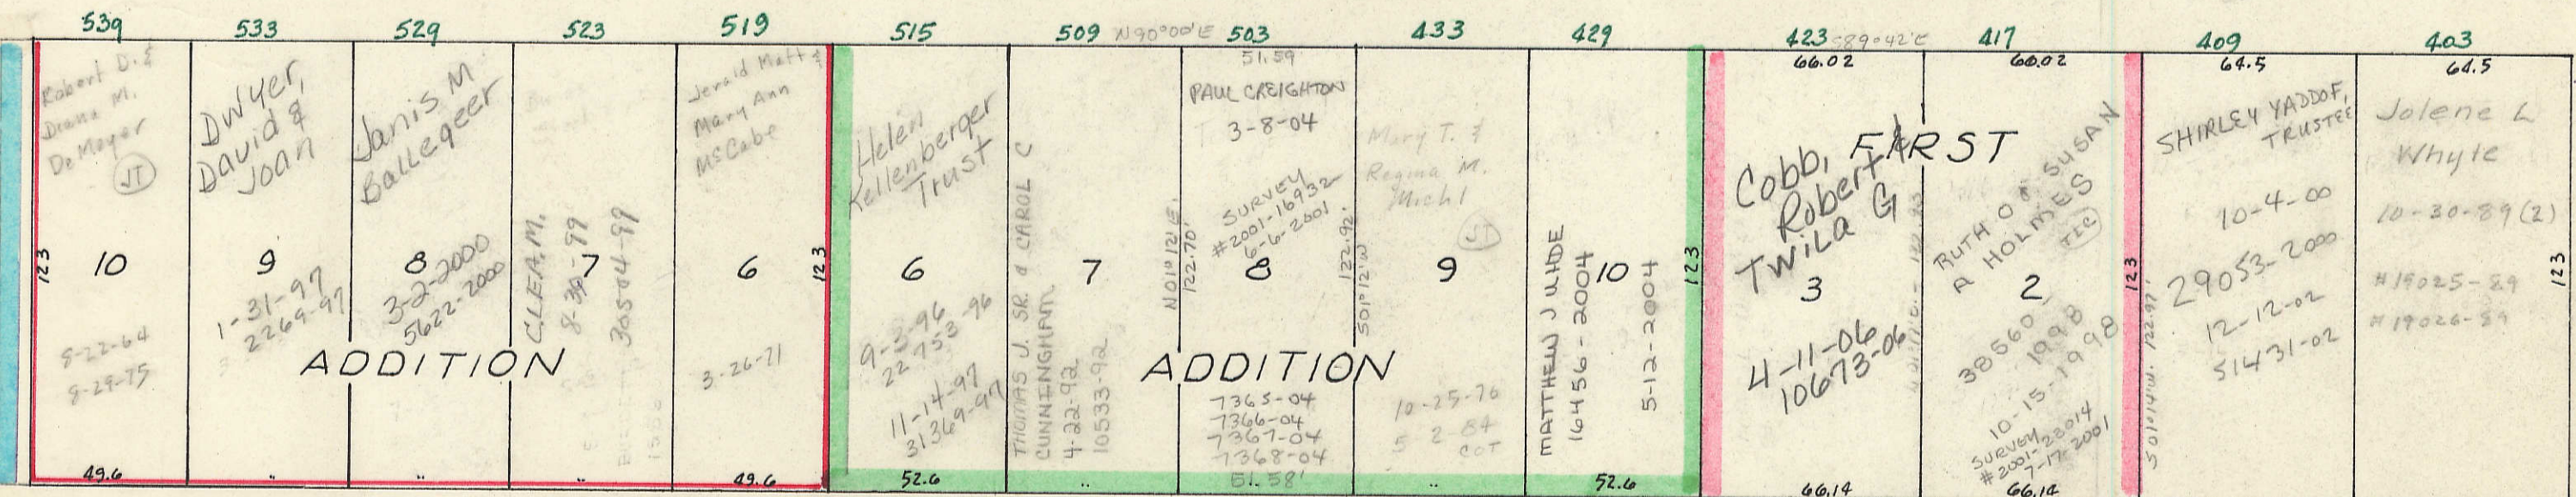 539 533 529 523 519 515 509 N90°00'E 503 433 429 423 S89°42'E 417 409 403
Robert D. &
Diana M.
DeMeyer
JT
123
10
8-22-64
8-29-75
49.6
Dwyer,
David &
Joan
9
1-31-97
2269-97
"
Janis M
Ballegeer
8
3-2-2000
5622-2000
ADDITION
C.L.E.A.M.
8-30-99
30504-99
7
"
Jerald Matt &
Mary Ann
McCabe
6
123
3-26-71
49.6
Helen
Kellenberger
Trust
6
9-3-96
22753-96
11-14-97
31369-97
52.6
THOMAS J. SR. & CAROL C
CUNNINGHAM
4-22-92
10533-92
7
"
N01°12'E.
122.70'
51.59
PAUL CREIGHTON
3-8-04
SURVEY
#2001-16932
6-6-2001
8
122.92'
S01°12'W
ADDITION
7365-04
7366-04
7367-04
7368-04
51.58'
Mary T. &
Regina M.
Michl
JT
9
10-25-76
5-2-84
COT
"
MATTHEW J UHDE
16456-2004
10
5-12-2004
123
52.6
66.02
Cobb,
Robert &
Twila G
FIRST
3
4-11-06
10673-06
66.14
66.02
RUTH O or SUSAN
A HOLMES
TIC
2
38560-
1998
10-15-1998
SURVEY
#2001-23014
7-17-2001
66.14
123
S01°14'W. 122.97'
64.5
SHIRLEY YADDOF,
TRUSTEE
10-4-00
29053-2000
12-12-02
51431-02
64.5
Jolene L
Whyte
10-30-89 (2)
#19025-89
#19026-89
123